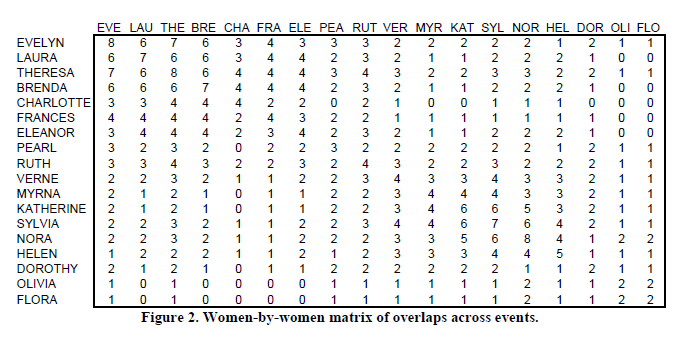 EVE LAU THE BRE CHA FRA ELE PEA RUT VER MYR KAT SYL NOR HEL DOR OLI FLO
EVELYN 8 6 7 6 3 4 3 3 3 2 2 2 2 2 1 2 1 1
LAURA 6 7 6 6 3 4 4 2 3 2 1 1 2 2 2 1 0 0
THERESA 7 6 8 6 4 4 4 3 4 3 2 2 3 3 2 2 1 1
BRENDA 6 6 6 7 4 4 4 2 3 2 1 1 2 2 2 1 0 0
CHARLOTTE 3 3 4 4 4 2 2 0 2 1 0 0 1 1 1 0 0 0
FRANCES 4 4 4 4 2 4 3 2 2 1 1 1 1 1 1 1 0 0
ELEANOR 3 4 4 4 2 3 4 2 3 2 1 1 2 2 2 1 0 0
PEARL 3 2 3 2 0 2 2 3 2 2 2 2 2 2 1 2 1 1
RUTH 3 3 4 3 2 2 3 2 4 3 2 2 3 2 2 2 1 1
VERNE 2 2 3 2 1 1 2 2 3 4 3 3 4 3 3 2 1 1
MYRNA 2 1 2 1 0 1 1 2 2 3 4 4 4 3 3 2 1 1
KATHERINE 2 1 2 1 0 1 1 2 2 3 4 6 6 5 3 2 1 1
SYLVIA 2 2 3 2 1 1 2 2 3 4 4 6 7 6 4 2 1 1
NORA 2 2 3 2 1 1 2 2 2 3 3 5 6 8 4 1 2 2
HELEN 1 2 2 2 1 1 2 1 2 3 3 3 4 4 5 1 1 1
DOROTHY 2 1 2 1 0 1 1 2 2 2 2 2 2 1 1 2 1 1
OLIVIA 1 0 1 0 0 0 0 1 1 1 1 1 1 2 1 1 2 2
FLORA 1 0 1 0 0 0 0 1 1 1 1 1 1 2 1 1 2 2
Figure 2. Women-by-women matrix of overlaps across events.